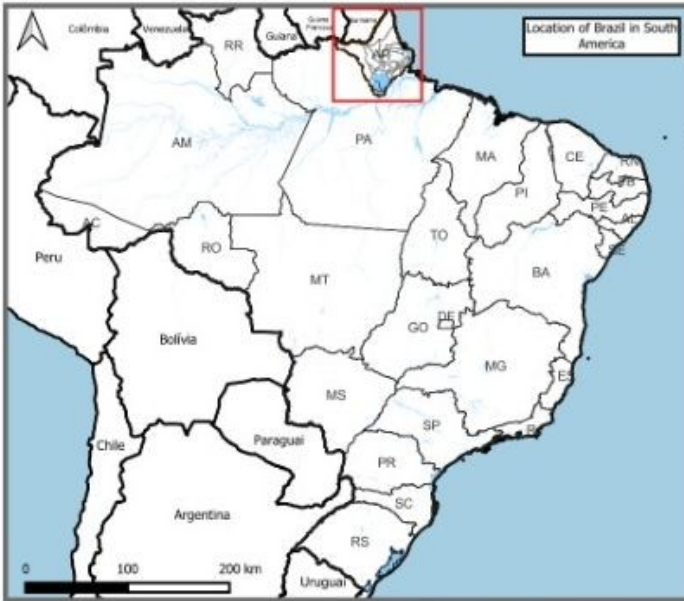 Location of Brazil in South
America
Colômbia
Venezuela
Guiana
RR
AM
PA
MA
CE
PI
PE
AC
RO
TO
MT
BA
Peru
GO
Bolívia
MG
MS
ES
SP
Paraguai
Chile
PR
SC
Argentina
RS
Uruguai
0 100 200 km